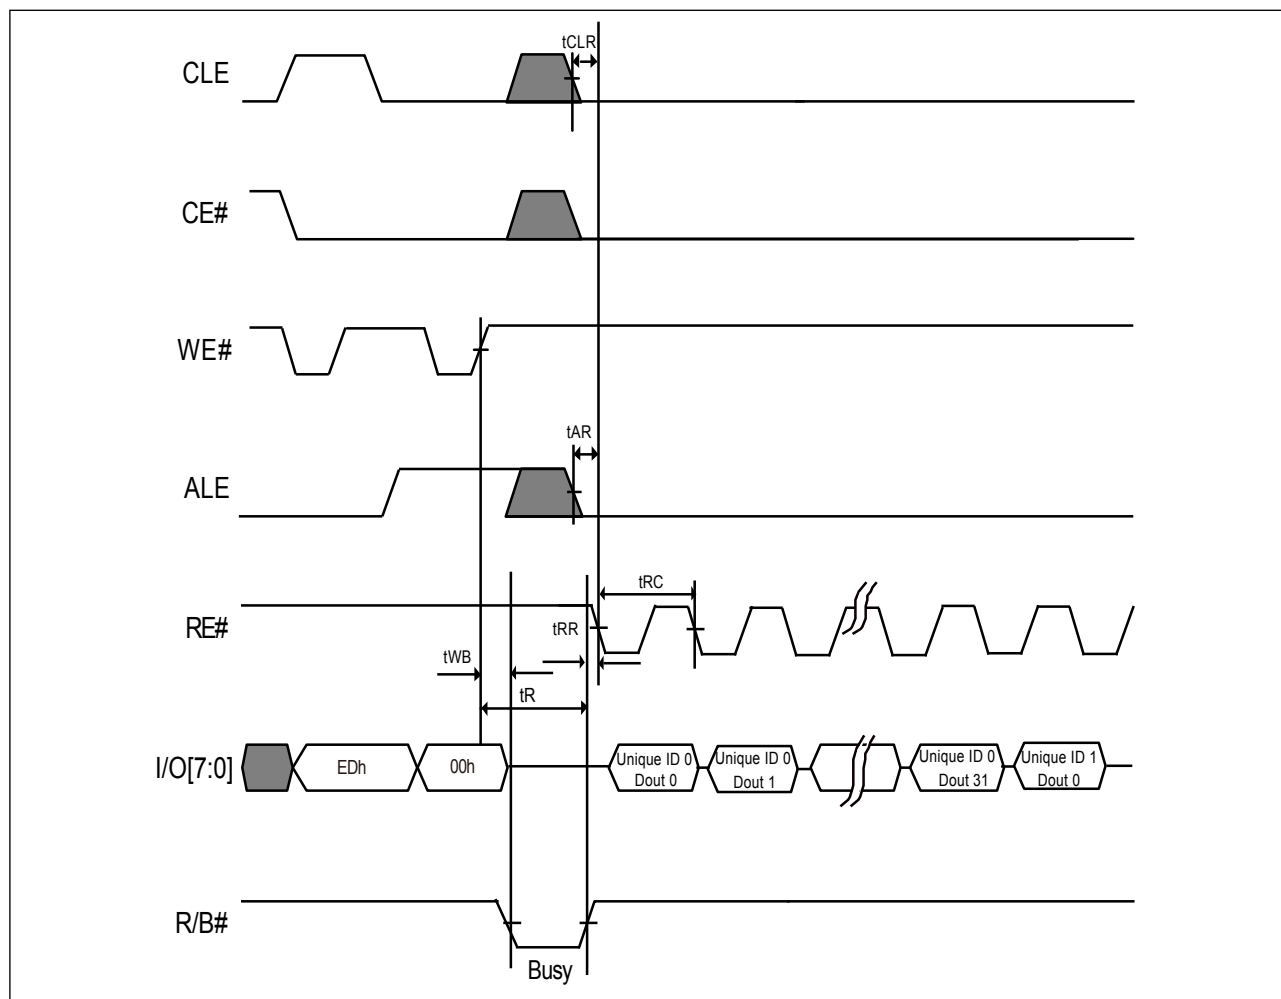 tCLR
CLE
CE#
WE#
tAR
ALE
tRC
RE#
tRR
tWB
tR
I/O[7:0]
EDh
00h
Unique ID 0
Dout 0
Unique ID 0
Dout 1
Unique ID 0
Dout 31
Unique ID 1
Dout 0
R/B#
Busy